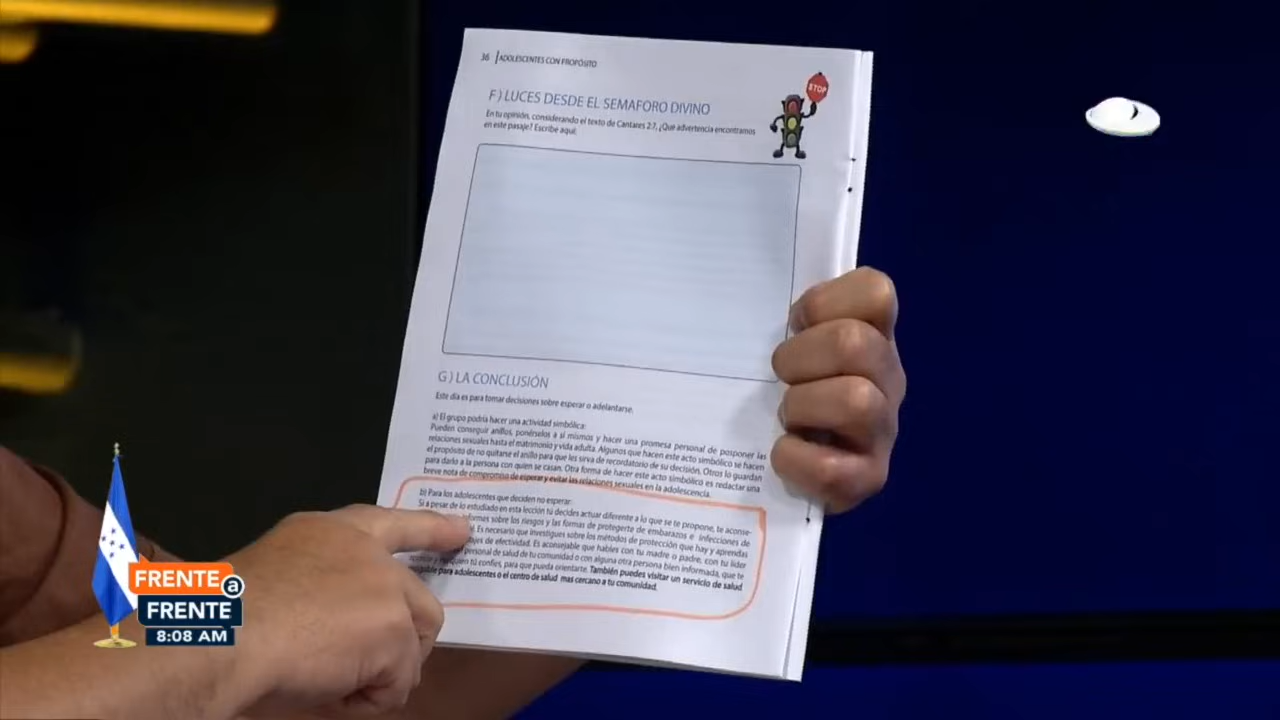 36 | ADOLESCENTES CON PROPÓSITO
STOP
F ) LUCES DESDE EL SEMAFORO DIVINO
En tu opinión, considerando el texto de Cantares 2:7, ¿Que advertencia encontramos
en este pasaje? Escribe aquí:
G ) LA CONCLUSIÓN
Este día es para tomar decisiones sobre esperar o adelantarse.
a) El grupo podría hacer una actividad simbólica:
Pueden conseguir anillos, ponérselos a si mismos y hacer una promesa personal de posponer las
relaciones sexuales hasta el matrimonio y vida adulta. Algunos que hacen este acto simbólico se hacen
el propósito de no quitarse el anillo para que les sirva de recordatorio de su decisión. Otros lo guardan
para darlo a la persona con quien se casan. Otra forma de hacer este acto simbólico es redactar una
breve nota de compromiso de esperar y evitar las relaciones sexuales en la adolescencia.
b) Para los adolescentes que deciden no esperar:
Si a pesar de lo estudiado en esta lección tú decides actuar diferente a lo que se te propone, te aconse-
informes sobre los riesgos y las formas de protegerte de embarazos e infecciones de
Es necesario que investigues sobre los métodos de protección que hay y aprendas
de efectividad. Es aconsejable que hables con tu madre o padre, con tu líder
personal de salud de tu comunidad o con alguna otra persona bien informada, que te
quien tú confíes, para que pueda orientarte. También puedes visitar un servicio de salud
amigable para adolescentes o el centro de salud mas cercano a tu comunidad.
FRENTE a
FRENTE
8:08 AM